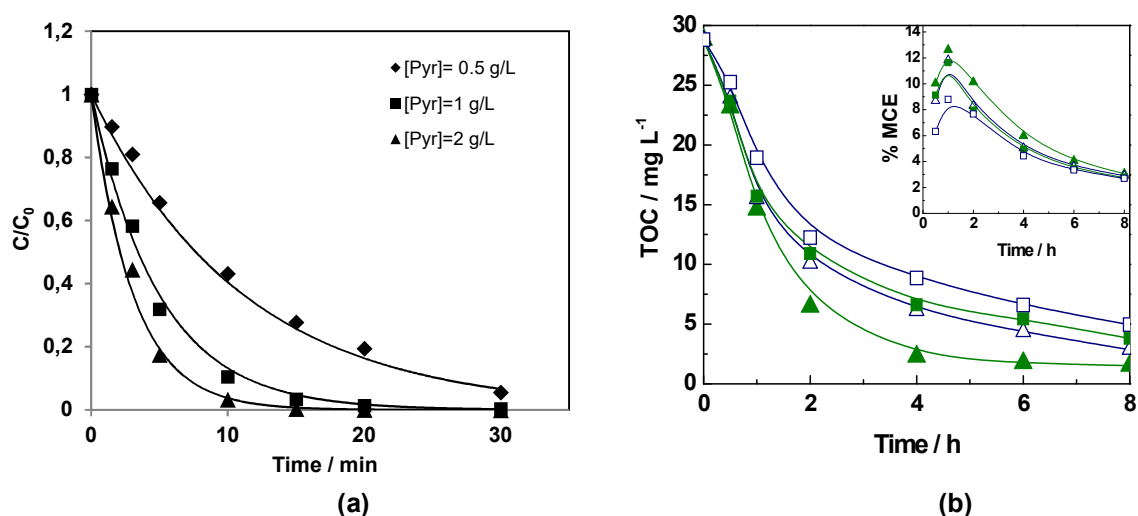 1,2
1
0,8
0,6
0,4
0,2
0
C/C₀
◆ [Pyr]= 0.5 g/L
■ [Pyr]=1 g/L
▲ [Pyr]=2 g/L
0 10 20 30
Time / min
(a)
30
25
20
15
10
5
0
TOC / mg L⁻¹
0 2 4 6 8
Time / h
14
12
10
8
6
4
2
0
% MCE
0 2 4 6 8
Time / h
(b)